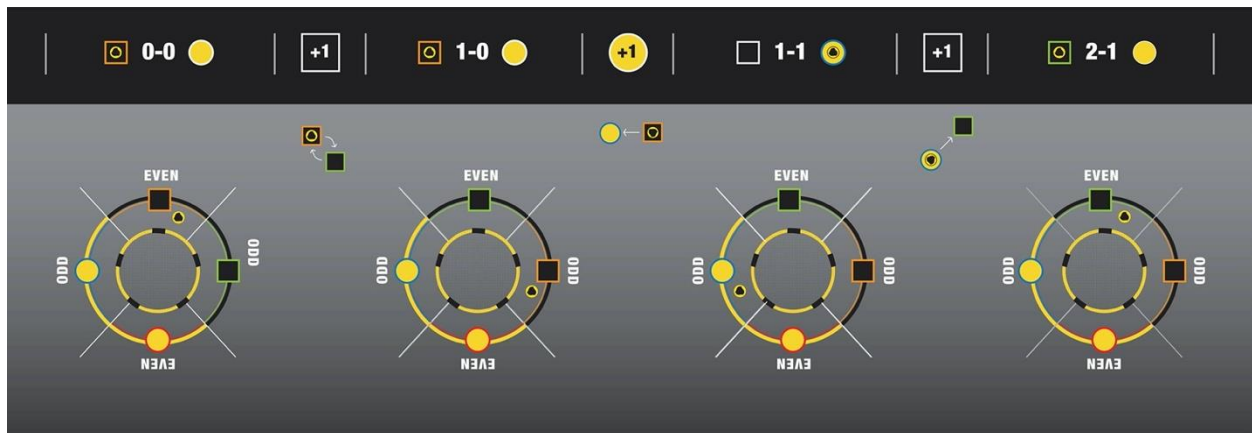 0-0
+1
1-0
+1
1-1
+1
2-1
EVEN
ODD
ODD
EVEN
EVEN
ODD
ODD
EVEN
EVEN
ODD
ODD
EVEN
EVEN
ODD
ODD
EVEN